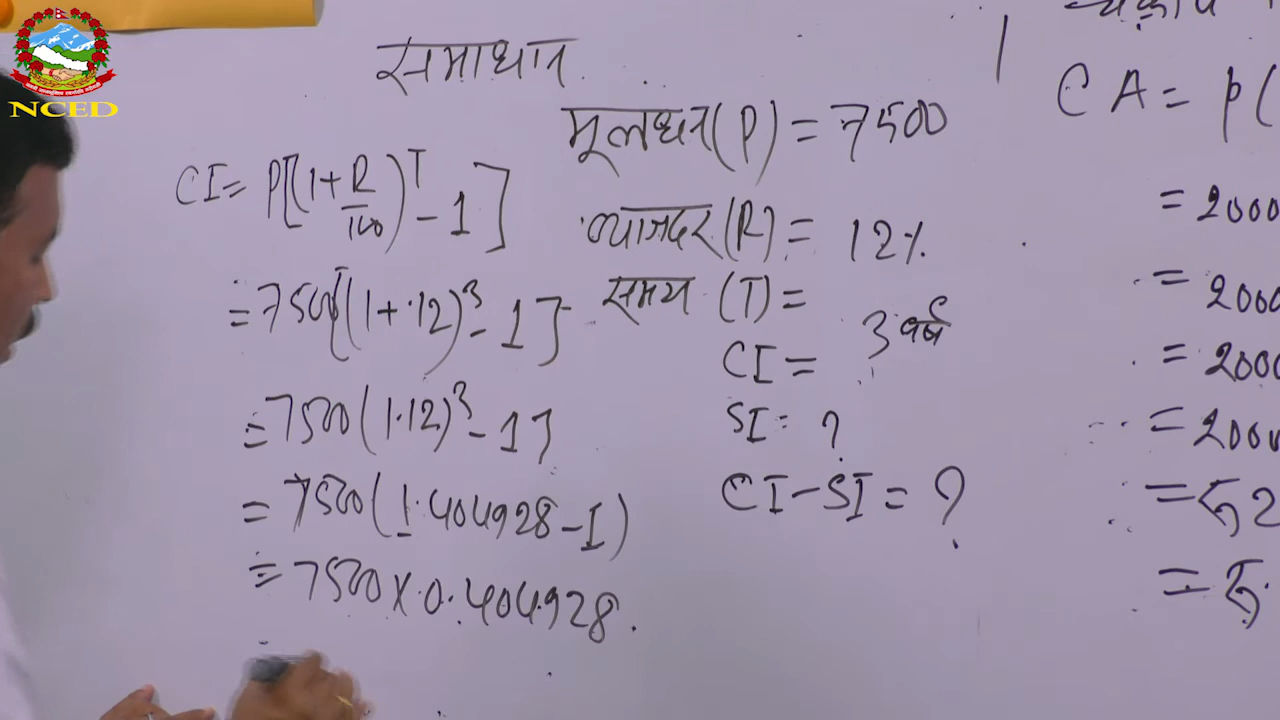 NCED
समाधान
मूलधन (P) = 7500
व्याजदर (R) = 12%
समय (T) = 3 वर्ष
CI =
SI = ?
CI - SI = ?
CI = P[(1 + R/100)^T - 1]
= 7500[(1 + .12)^3 - 1]
= 7500(1.12)^3 - 1]
= 7500(1.404928 - 1)
= 7500 × 0.404928
CA = P(
= 2000
= 2000
= 2000
= 2000